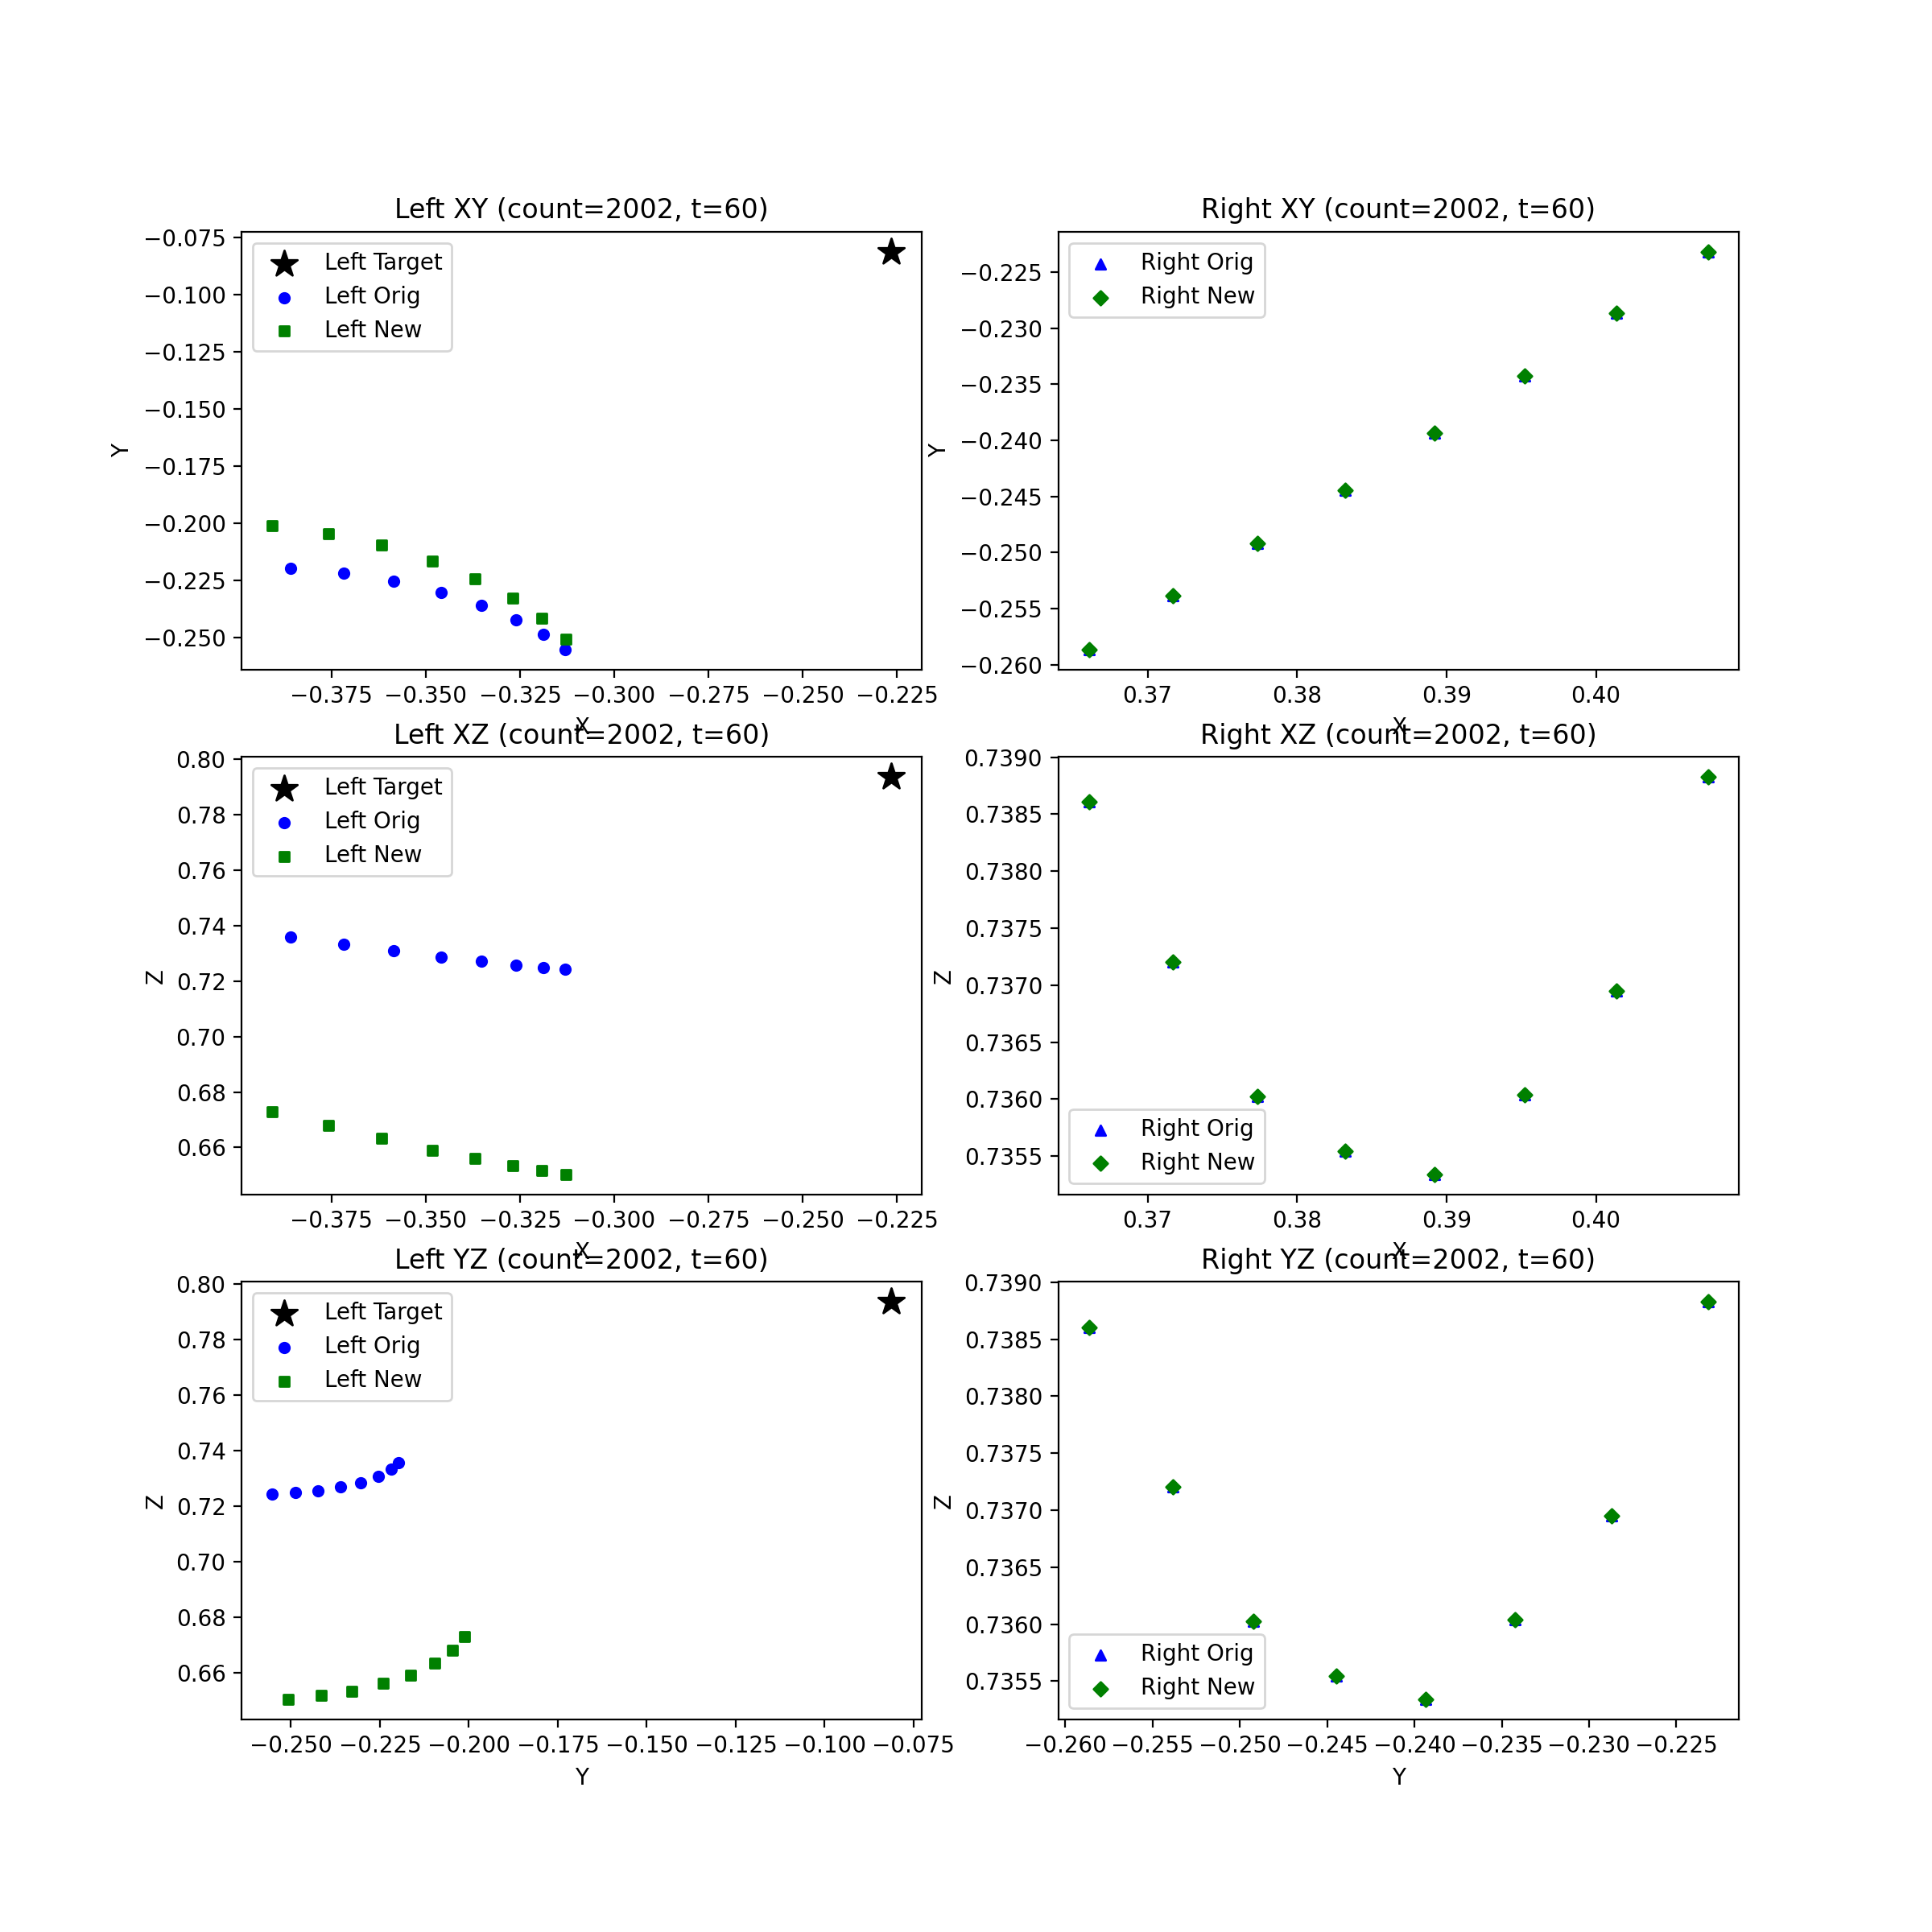 Left XY (count=2002, t=60)
Right XY (count=2002, t=60)
Left Target
Left Orig
Left New
−0.075
−0.100
−0.125
−0.150
−0.175
−0.200
−0.225
−0.250
Y
−0.375 −0.350 −0.325 −0.300 −0.275 −0.250 −0.225
X
Right Orig
Right New
−0.225
−0.230
−0.235
−0.240
−0.245
−0.250
−0.255
−0.260
Y
0.37 0.38 0.39 0.40
X
Left XZ (count=2002, t=60)
Right XZ (count=2002, t=60)
Left Target
Left Orig
Left New
0.80
0.78
0.76
0.74
0.72
0.70
0.68
0.66
Z
−0.375 −0.350 −0.325 −0.300 −0.275 −0.250 −0.225
X
0.7390
0.7385
0.7380
0.7375
0.7370
0.7365
0.7360
0.7355
Z
Right Orig
Right New
0.37 0.38 0.39 0.40
X
Left YZ (count=2002, t=60)
Right YZ (count=2002, t=60)
Left Target
Left Orig
Left New
0.80
0.78
0.76
0.74
0.72
0.70
0.68
0.66
Z
−0.250 −0.225 −0.200 −0.175 −0.150 −0.125 −0.100 −0.075
Y
0.7390
0.7385
0.7380
0.7375
0.7370
0.7365
0.7360
0.7355
Z
Right Orig
Right New
−0.260 −0.255 −0.250 −0.245 −0.240 −0.235 −0.230 −0.225
Y